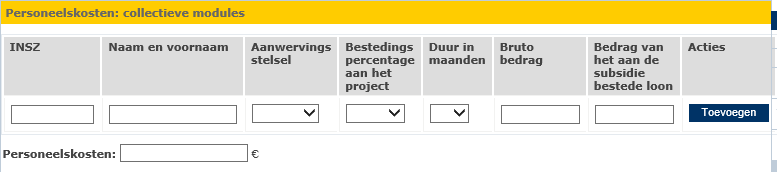 Personeelskosten: collectieve modules
INSZ Naam en voornaam Aanwervings stelsel Bestedings percentage aan het project Duur in maanden Bruto bedrag Bedrag van het aan de subsidie bestede loon Acties
Toevoegen
Personeelskosten: €